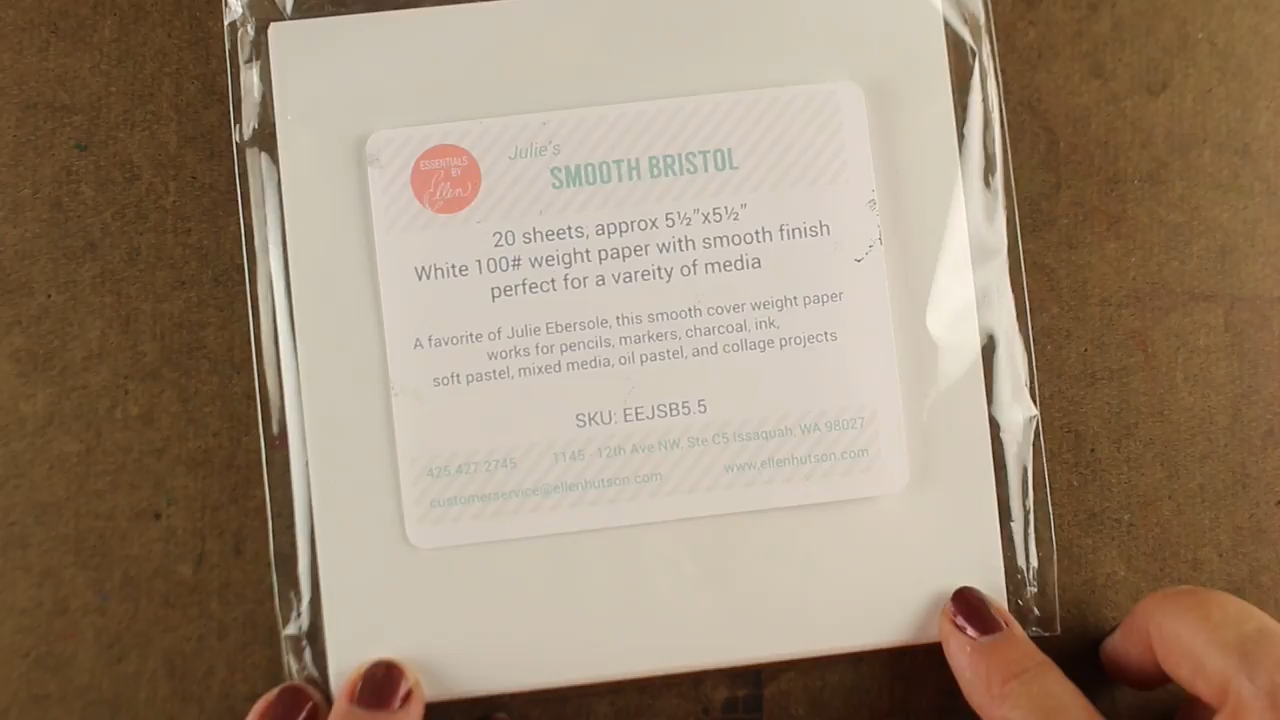 ESSENTIALS
BY
Ellen
Julie's
SMOOTH BRISTOL
20 sheets, approx 5½"x5½"
White 100# weight paper with smooth finish
perfect for a vareity of media
A favorite of Julie Ebersole, this smooth cover weight paper
works for pencils, markers, charcoal, ink,
soft pastel, mixed media, oil pastel, and collage projects
SKU: EEJSB5.5
425.427.2745 1145 - 12th Ave NW, Ste C5 Issaquah, WA 98027
customerservice@ellenhutson.com www.ellenhutson.com